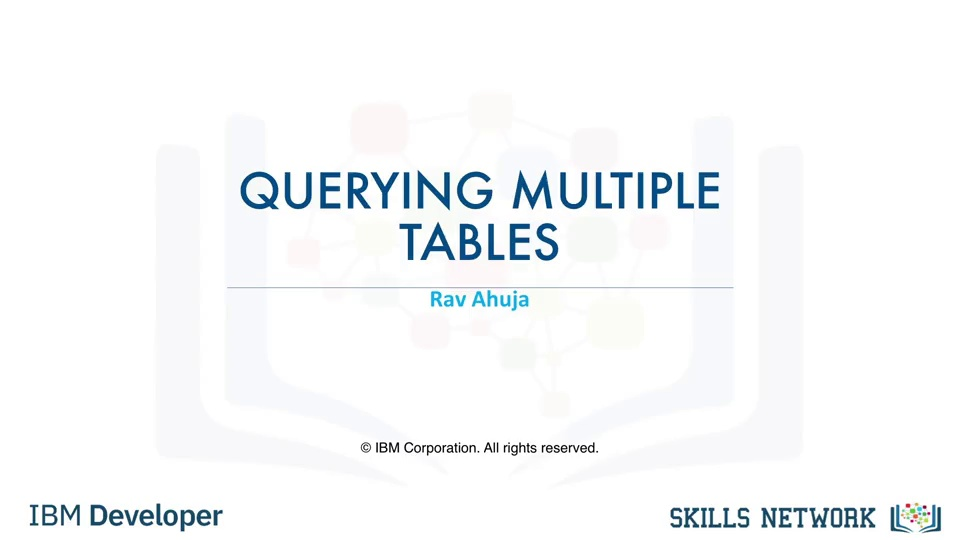 QUERYING MULTIPLE
TABLES
Rav Ahuja
© IBM Corporation. All rights reserved.
IBM Developer
SKILLS NETWORK